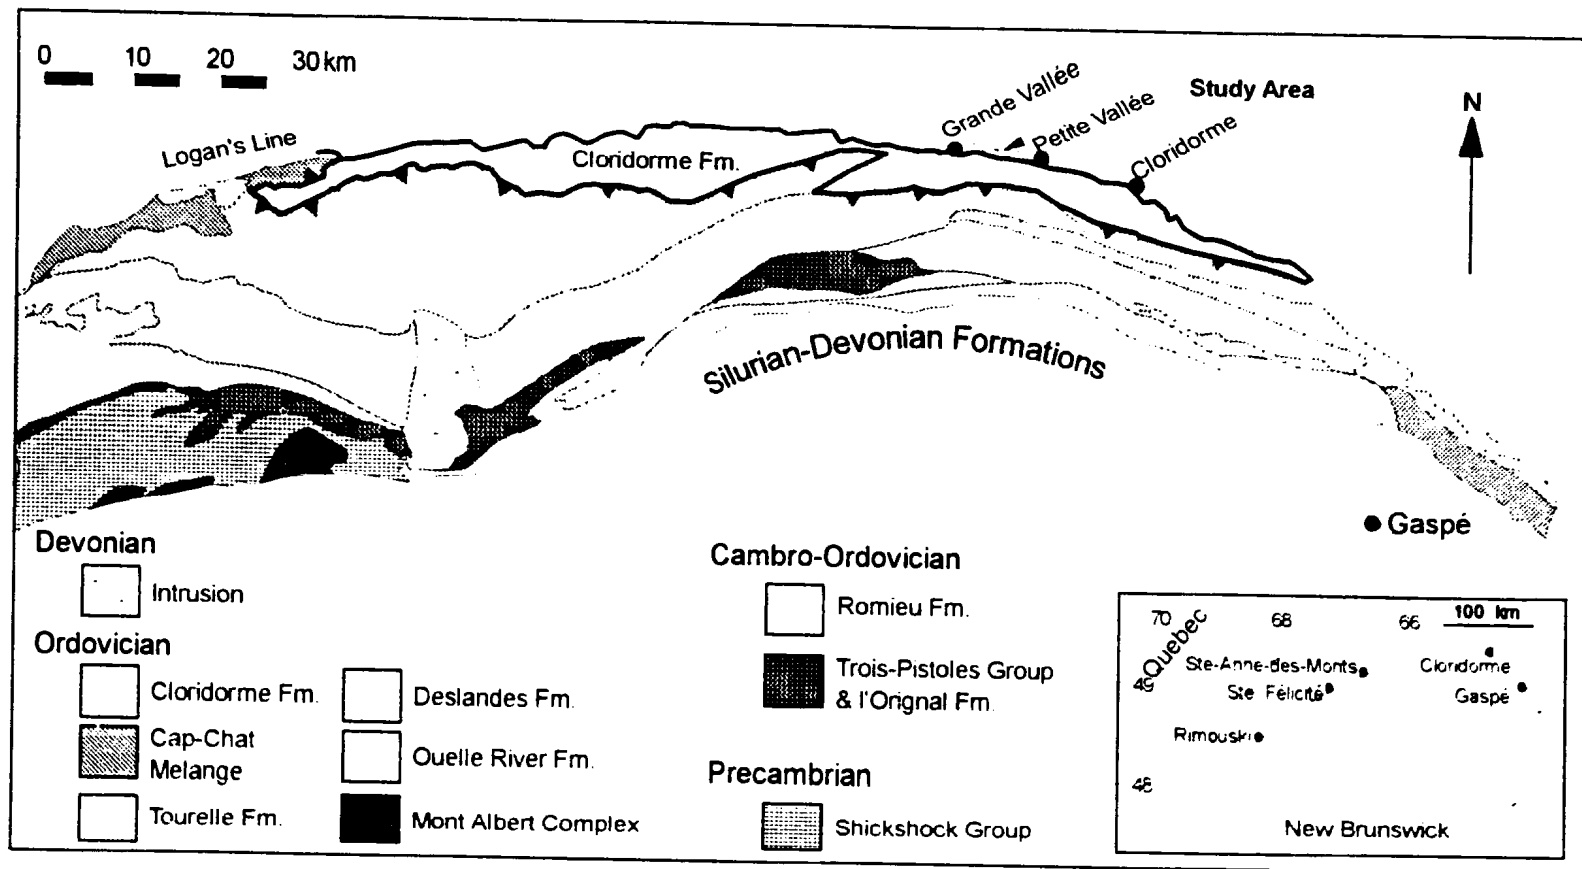 0 10 20 30 km
Study Area
N
Grande Vallée
Petite Vallée
Cloridorme
Logan's Line
Cloridorme Fm.
Silurian-Devonian Formations
Gaspé
Devonian
Intrusion
Ordovician
Cloridorme Fm.
Cap-Chat
Melange
Tourelle Fm.
Deslandes Fm.
Ouelle River Fm.
Mont Albert Complex
Cambro-Ordovician
Romieu Fm.
Trois-Pistoles Group
& l'Orignal Fm.
Precambrian
Shickshock Group
70 68 66 100 km
Quebec
Ste-Anne-des-Monts
Cloridorme
49
Ste Félicité
Gaspé
Rimouski
48
New Brunswick